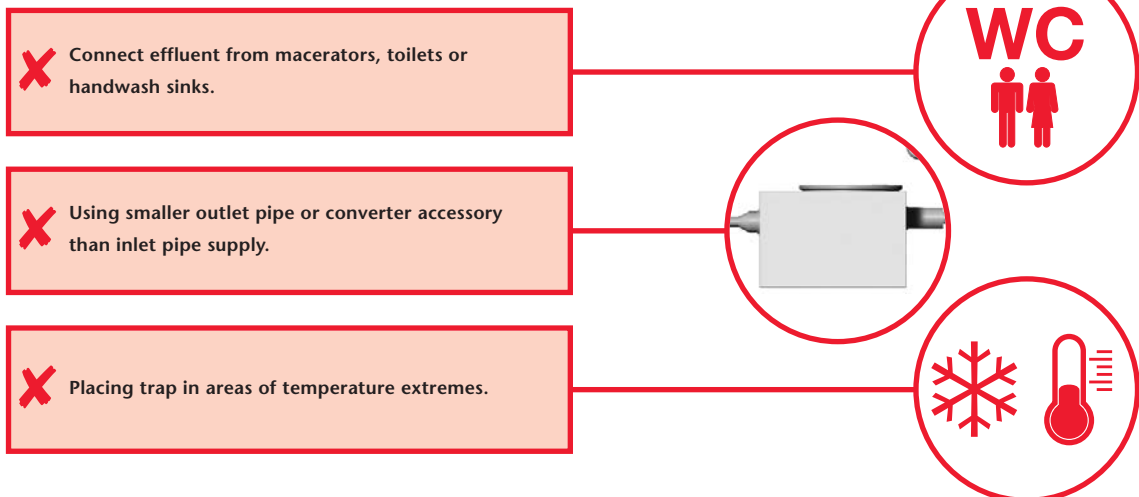 WC
Connect effluent from macerators, toilets or
handwash sinks.
Using smaller outlet pipe or converter accessory
than inlet pipe supply.
Placing trap in areas of temperature extremes.